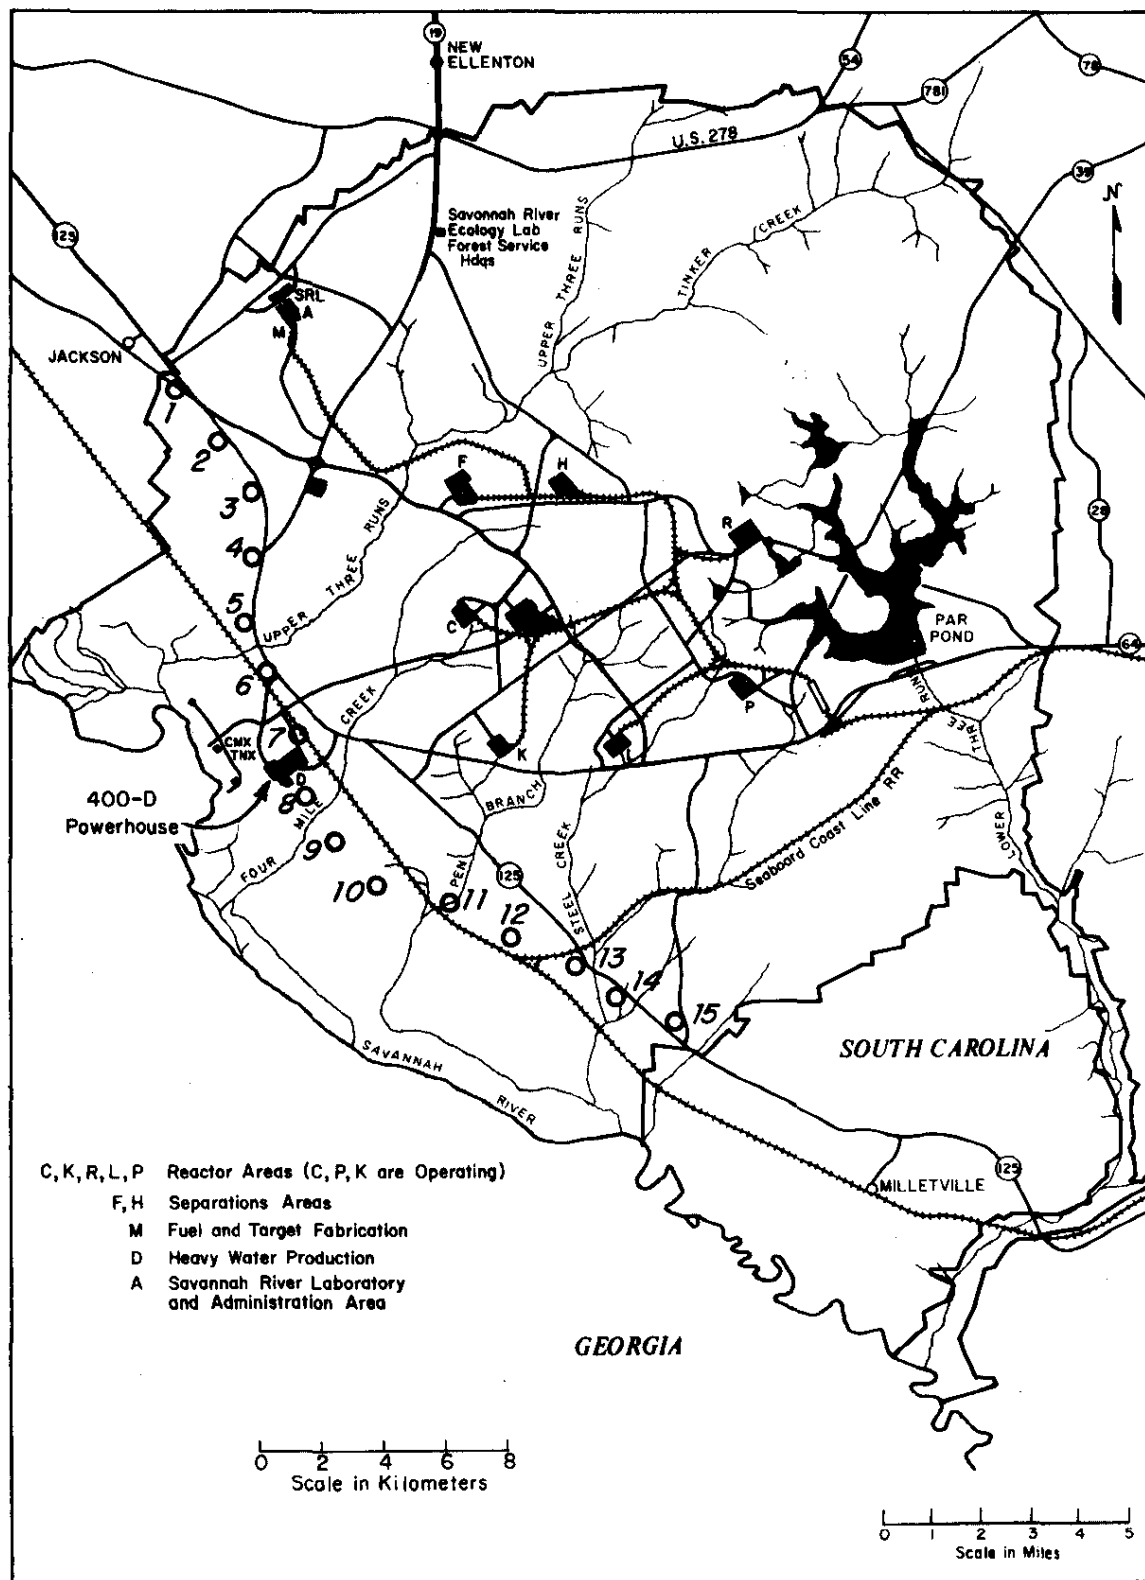 19
NEW
ELLENTON
54
78
781
U.S. 278
39
N
125
Savannah River
Ecology Lab
Forest Service
Hdqs
UPPER THREE RUNS
TINKER CREEK
SRL
A
M
JACKSON
1
2
3
4
5
6
7
8
9
10
11
12
13
14
15
F
H
R
28
UPPER THREE RUNS
C
PAR
POND
64
P
CREEK
FOUR MILE
CMX
TNX
D
K
L
400-D
Powerhouse
PEN BRANCH
STEEL CREEK
125
Seaboard Coast Line RR
LOWER THREE RUNS
SAVANNAH RIVER
SOUTH CAROLINA
C, K, R, L, P Reactor Areas (C, P, K are Operating)
F, H Separations Areas
M Fuel and Target Fabrication
D Heavy Water Production
A Savannah River Laboratory
and Administration Area
125
MILLETVILLE
GEORGIA
0 2 4 6 8
Scale in Kilometers
0 1 2 3 4 5
Scale in Miles